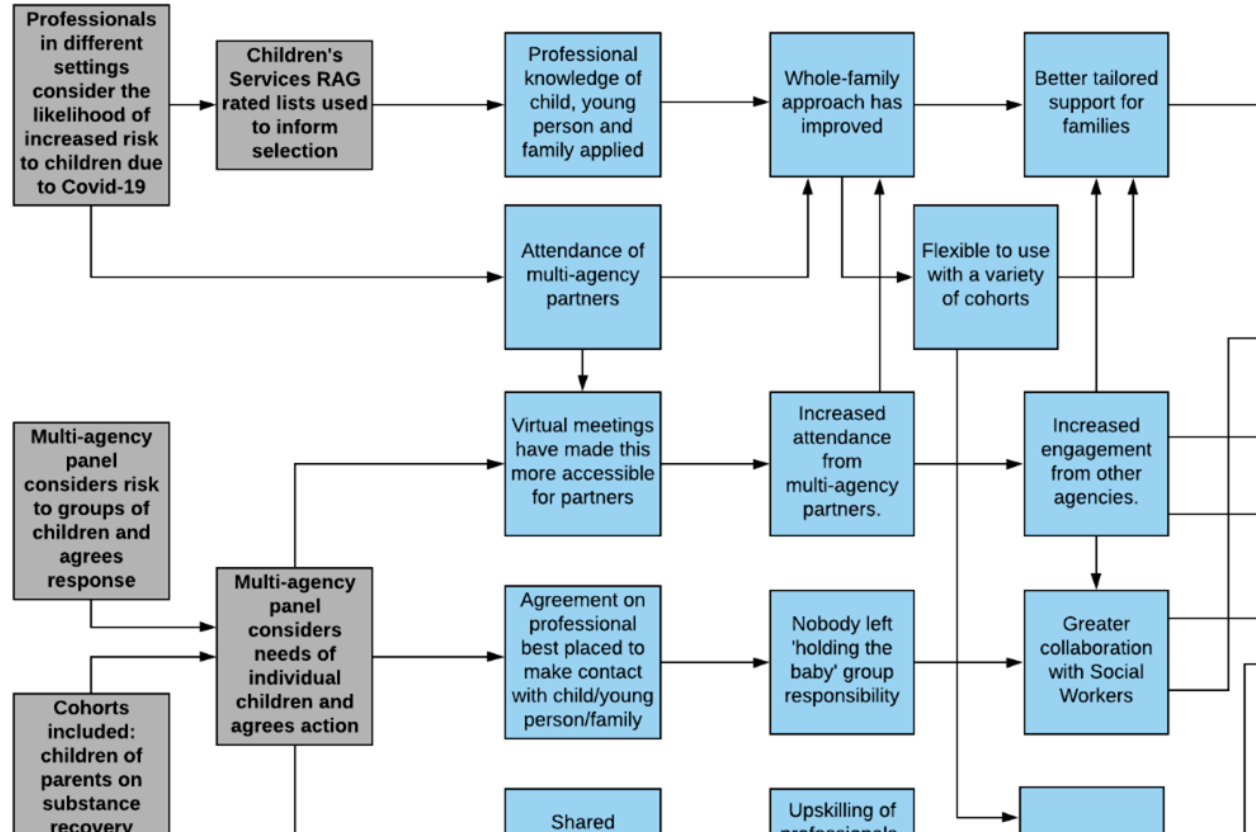 Professionals
in different
settings
consider the
likelihood of
increased risk
to children due
to Covid-19
Children's
Services RAG
rated lists used
to inform
selection
Professional
knowledge of
child, young
person and
family applied
Whole-family
approach has
improved
Better tailored
support for
families
Attendance of
multi-agency
partners
Flexible to use
with a variety
of cohorts
Multi-agency
panel
considers risk
to groups of
children and
agrees
response
Virtual meetings
have made this
more accessible
for partners
Increased
attendance
from
multi-agency
partners.
Increased
engagement
from other
agencies.
Multi-agency
panel
considers
needs of
individual
children and
agrees action
Agreement on
professional
best placed to
make contact
with child/young
person/family
Nobody left
'holding the
baby' group
responsibility
Greater
collaboration
with Social
Workers
Cohorts
included:
children of
parents on
substance
recovery
Shared
Upskilling of
professionals